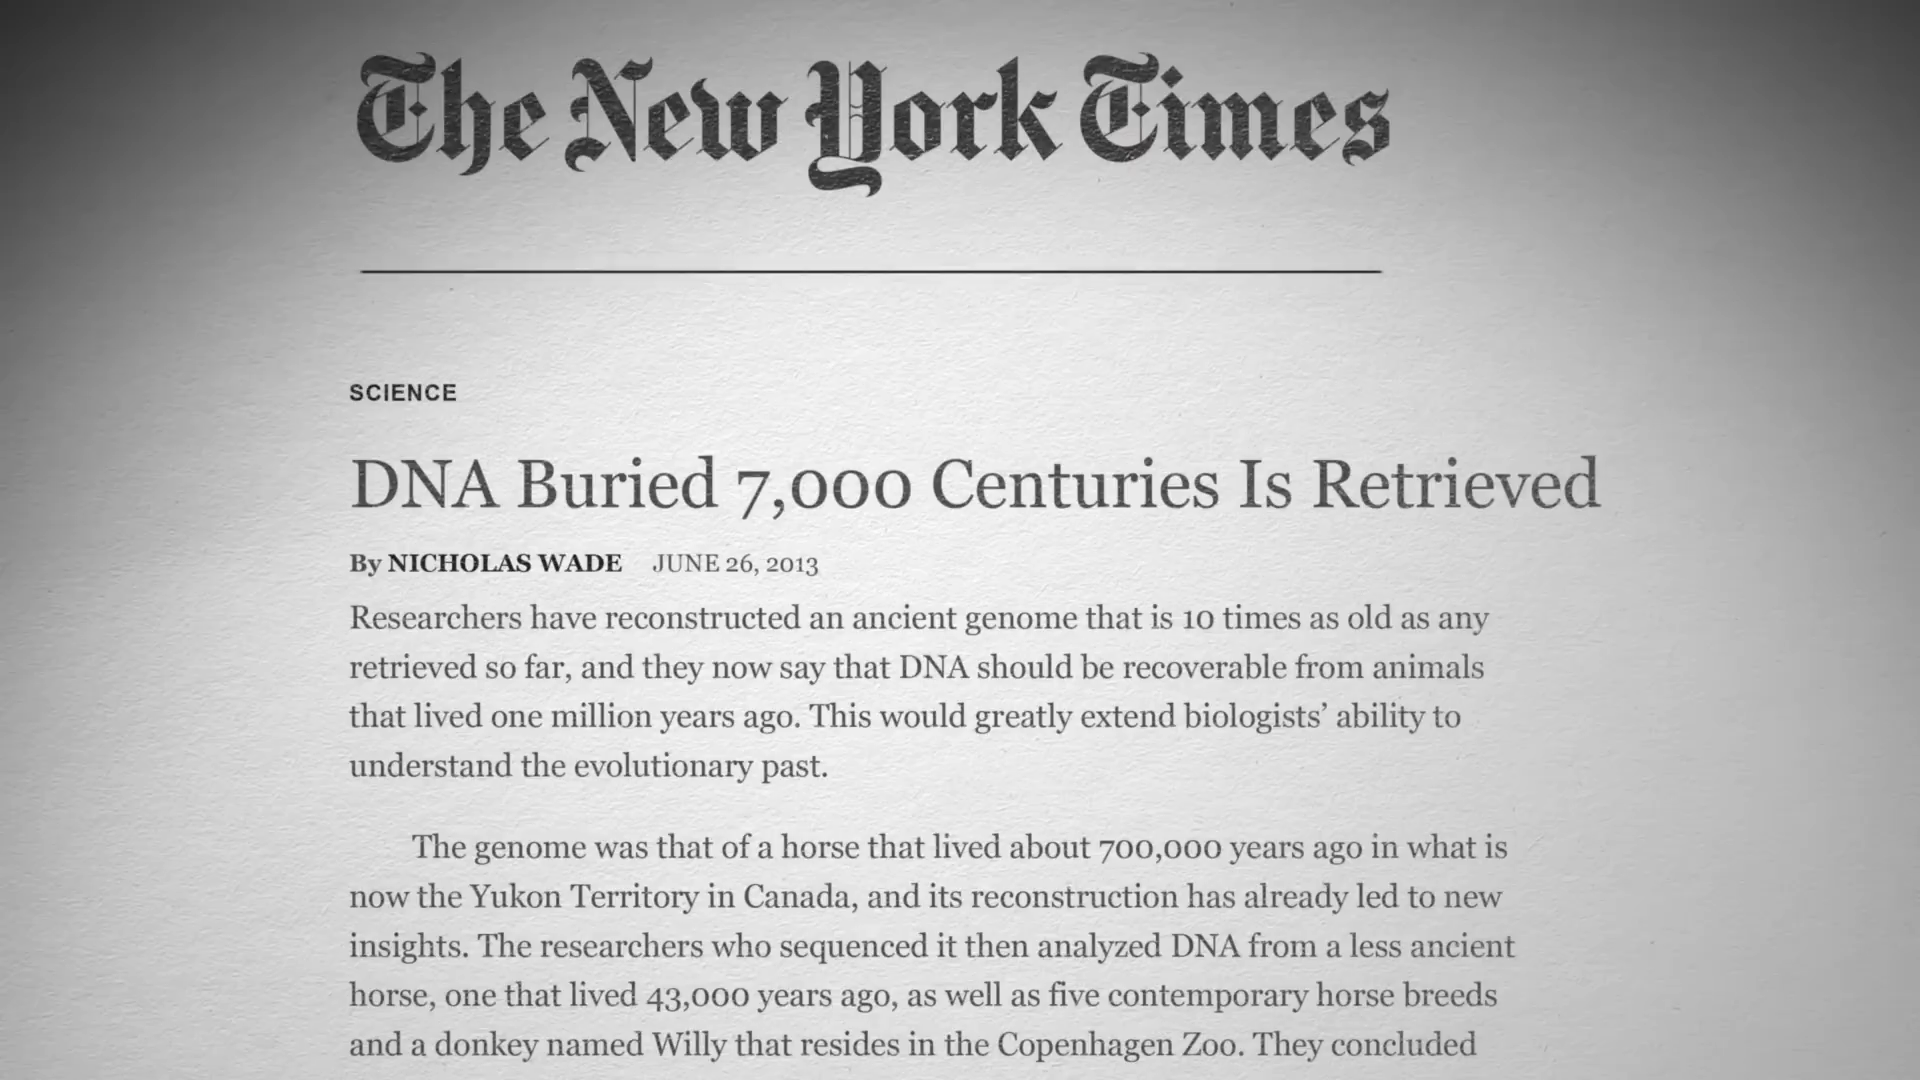 The New York Times
SCIENCE
DNA Buried 7,000 Centuries Is Retrieved
By NICHOLAS WADE JUNE 26, 2013
Researchers have reconstructed an ancient genome that is 10 times as old as any
retrieved so far, and they now say that DNA should be recoverable from animals
that lived one million years ago. This would greatly extend biologists’ ability to
understand the evolutionary past.
The genome was that of a horse that lived about 700,000 years ago in what is
now the Yukon Territory in Canada, and its reconstruction has already led to new
insights. The researchers who sequenced it then analyzed DNA from a less ancient
horse, one that lived 43,000 years ago, as well as five contemporary horse breeds
and a donkey named Willy that resides in the Copenhagen Zoo. They concluded